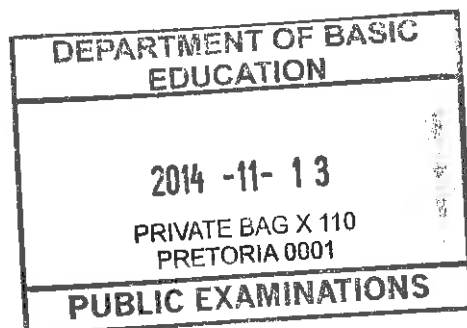 DEPARTMENT OF BASIC
EDUCATION
2014 -11- 13
PRIVATE BAG X 110
PRETORIA 0001
PUBLIC EXAMINATIONS